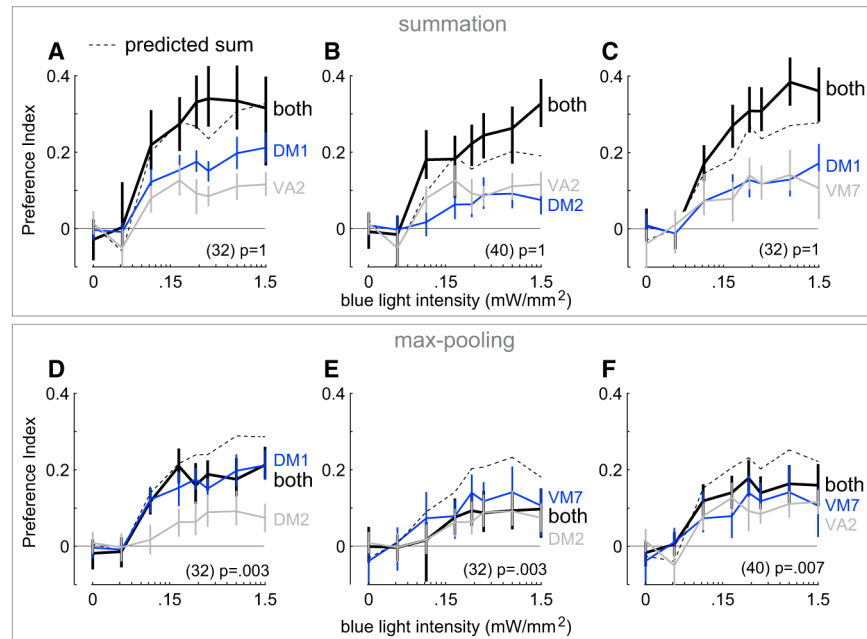 summation
A
predicted sum
0.4
0.2
0
Preference Index
both
DM1
VA2
(32) p=1
0
.15
1.5
B
both
VA2
DM2
(40) p=1
0
.15
1.5
blue light intensity (mW/mm²)
C
0.4
0.2
0
both
DM1
VM7
(32) p=1
0
.15
1.5
max-pooling
D
0.4
0.2
0
Preference Index
DM1
both
DM2
(32) p=.003
0
.15
1.5
E
0.4
0.2
0
VM7
both
DM2
(32) p=.003
0
.15
1.5
blue light intensity (mW/mm²)
F
0.4
0.2
0
both
VM7
VA2
(40) p=.007
0
.15
1.5